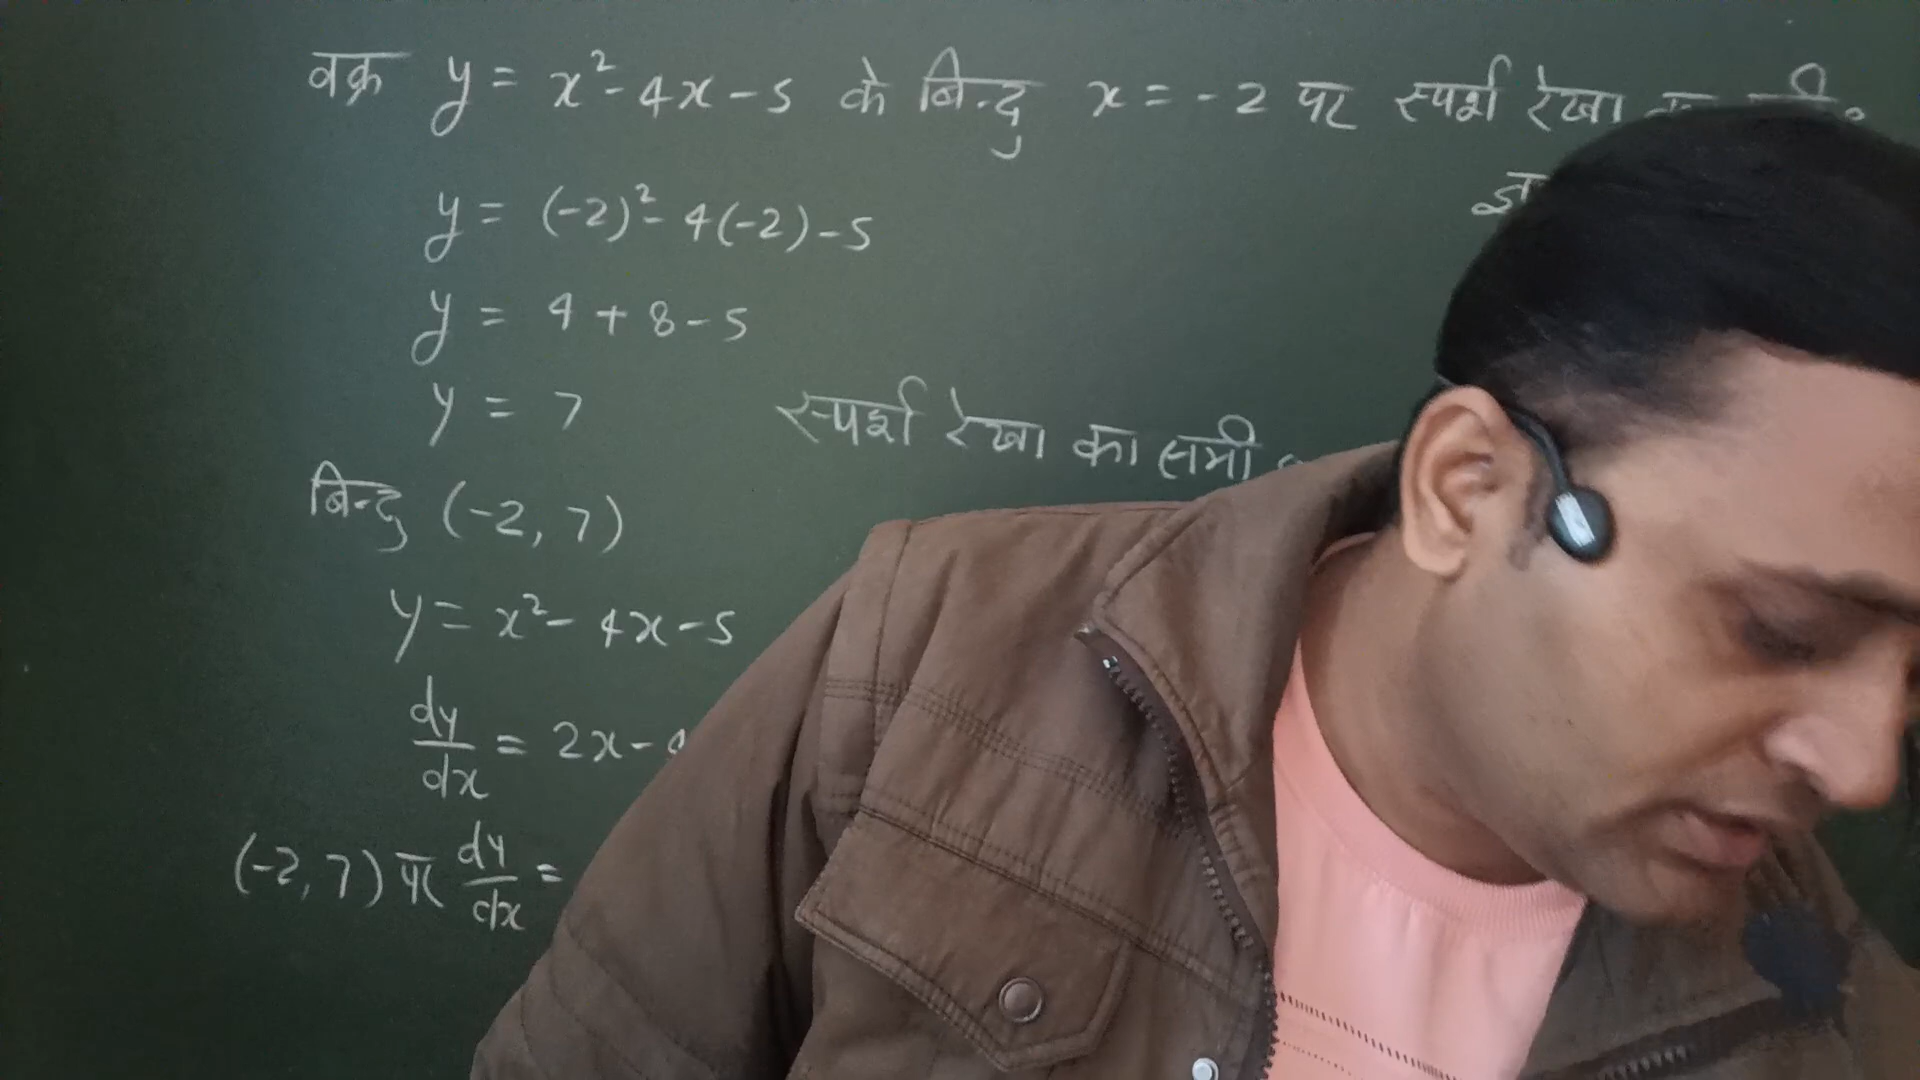 वक्र y = x² - 4x - 5 के बिन्दु x = -2 पर स्पर्श रेखा
y = (-2)² - 4(-2) - 5
y = 4 + 8 - 5
y = 7
स्पर्श रेखा का समी०
बिन्दु (-2, 7)
y = x² - 4x - 5
dy/dx = 2x -
(-2, 7) पर dy/dx =